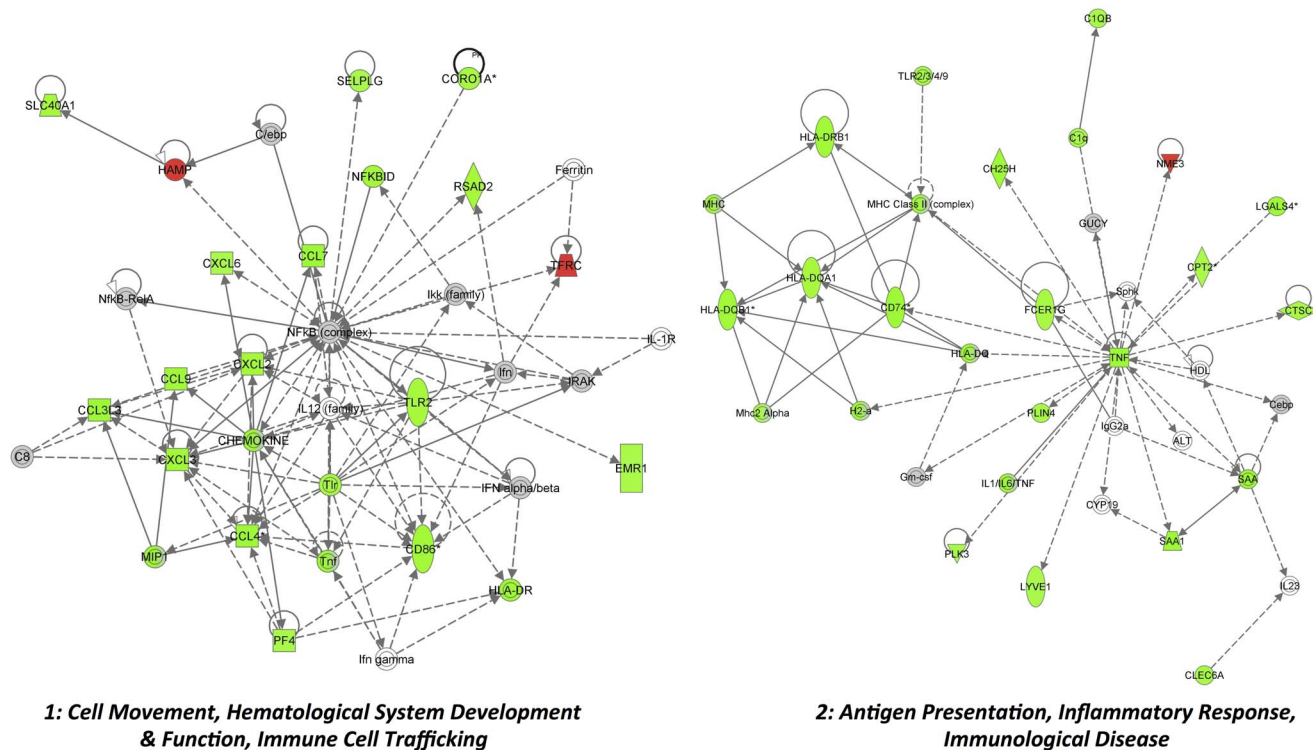 SELPLG
PK
CORO1A*
SLC40A1
C/ebp
HAMP
NFKBID
RSAD2
Ferritin
CCL7
CXCL6
TFRC
NfkB-RelA
Ikk (family)
NFkB (complex)
IL-1R
CXCL2
CCL9
Ifn
IRAK
CCL3L3
IL12 (family)
TLR2
CHEMOKINE
C8
CXCL3
EMR1
Tlr
IFN alpha/beta
CCL4*
MIP1
Tnf
CD86*
HLA-DR
PF4
Ifn gamma
1: Cell Movement, Hematological System Development
& Function, Immune Cell Trafficking
C1QB
TLR2/3/4/9
HLA-DRB1
C1q
CH25H
NME3
MHC
MHC Class II (complex)
LGALS4*
GUCY
CPT2*
HLA-DQA1
Sphk
HLA-DQB1*
CD74*
FCER1G
CTSC
HLA-DQ
TNF
HDL
Mhc2 Alpha
H2-a
PLIN4
Cebp
IgG2a
ALT
Gm-csf
IL1/IL6/TNF
SAA
CYP19
PLK3
SAA1
LYVE1
IL23
CLEC6A
2: Antigen Presentation, Inflammatory Response,
Immunological Disease